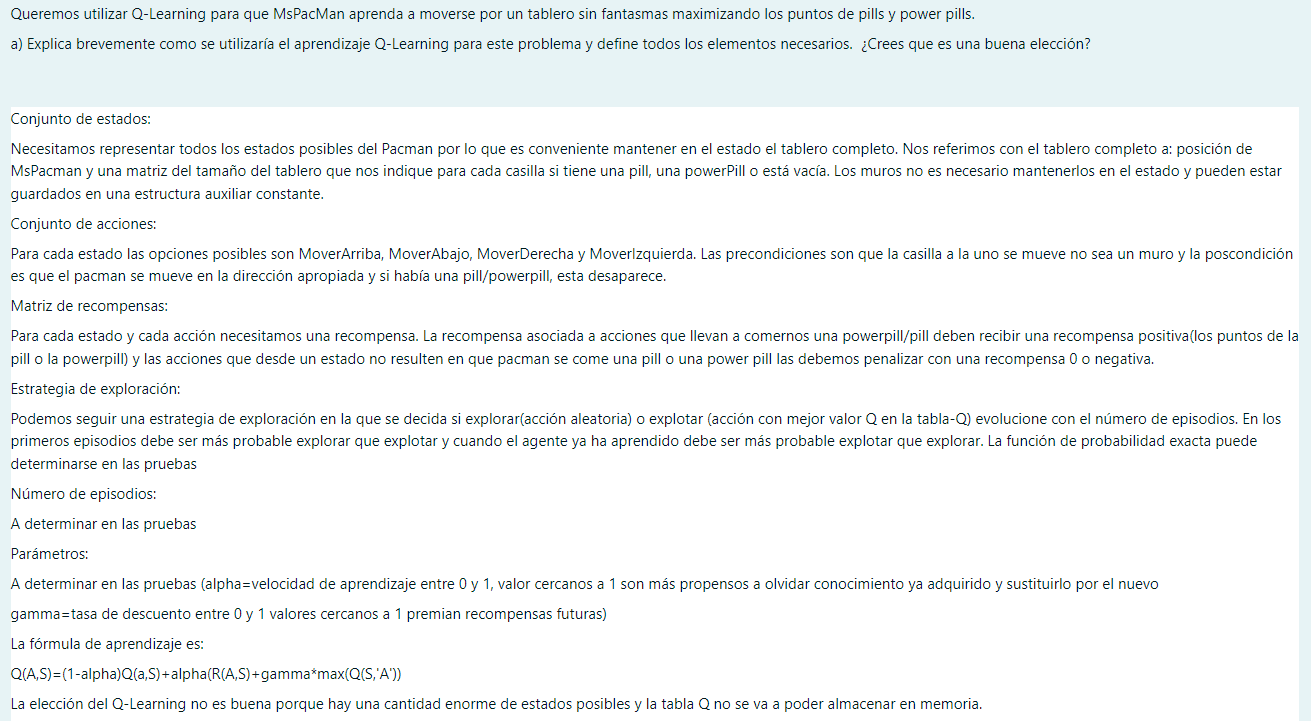 Queremos utilizar Q-Learning para que MsPacMan aprenda a moverse por un tablero sin fantasmas maximizando los puntos de pills y power pills.
a) Explica brevemente como se utilizaría el aprendizaje Q-Learning para este problema y define todos los elementos necesarios.  ¿Crees que es una buena elección?
Conjunto de estados:
Necesitamos representar todos los estados posibles del Pacman por lo que es conveniente mantener en el estado el tablero completo. Nos referimos con el tablero completo a: posición de
MsPacman y una matriz del tamaño del tablero que nos indique para cada casilla si tiene una pill, una powerPill o está vacía. Los muros no es necesario mantenerlos en el estado y pueden estar
guardados en una estructura auxiliar constante.
Conjunto de acciones:
Para cada estado las opciones posibles son MoverArriba, MoverAbajo, MoverDerecha y MoverIzquierda. Las precondiciones son que la casilla a la uno se mueve no sea un muro y la poscondición
es que el pacman se mueve en la dirección apropiada y si había una pill/powerpill, esta desaparece.
Matriz de recompensas:
Para cada estado y cada acción necesitamos una recompensa. La recompensa asociada a acciones que llevan a comernos una powerpill/pill deben recibir una recompensa positiva(los puntos de la
pill o la powerpill) y las acciones que desde un estado no resulten en que pacman se come una pill o una power pill las debemos penalizar con una recompensa 0 o negativa.
Estrategia de exploración:
Podemos seguir una estrategia de exploración en la que se decida si explorar(acción aleatoria) o explotar (acción con mejor valor Q en la tabla-Q) evolucione con el número de episodios. En los
primeros episodios debe ser más probable explorar que explotar y cuando el agente ya ha aprendido debe ser más probable explotar que explorar. La función de probabilidad exacta puede
determinarse en las pruebas
Número de episodios:
A determinar en las pruebas
Parámetros:
A determinar en las pruebas (alpha=velocidad de aprendizaje entre 0 y 1, valor cercanos a 1 son más propensos a olvidar conocimiento ya adquirido y sustituirlo por el nuevo
gamma=tasa de descuento entre 0 y 1 valores cercanos a 1 premian recompensas futuras)
La fórmula de aprendizaje es:
Q(A,S)=(1-alpha)Q(a,S)+alpha(R(A,S)+gamma*max(Q(S,'A'))
La elección del Q-Learning no es buena porque hay una cantidad enorme de estados posibles y la tabla Q no se va a poder almacenar en memoria.